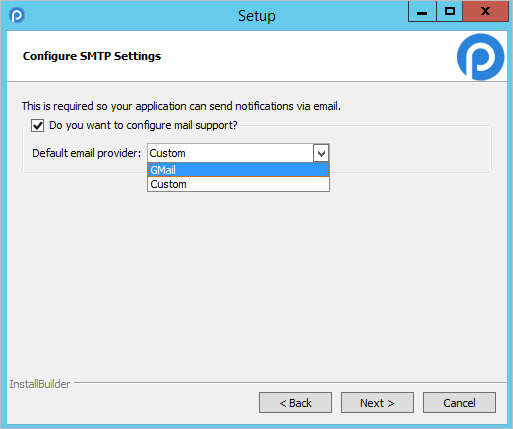 Setup
Configure SMTP Settings
This is required so your application can send notifications via email.
Do you want to configure mail support?
Default email provider: Custom
GMail
Custom
InstallBuilder
< Back Next > Cancel